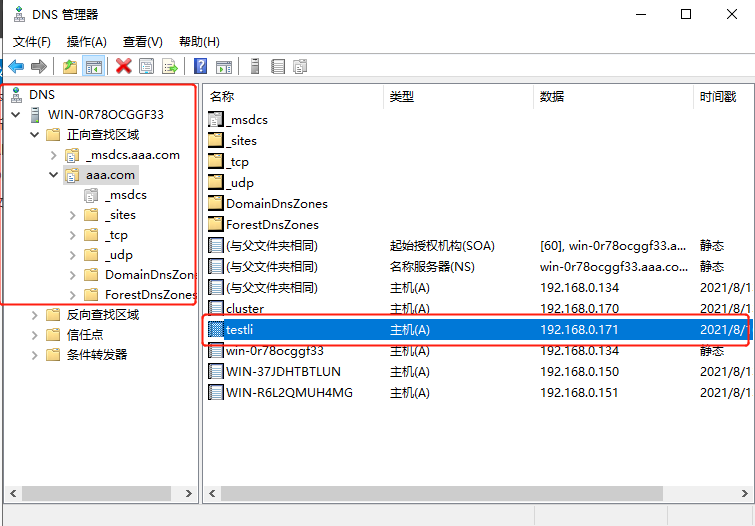 DNS 管理器
文件(F) 操作(A) 查看(V) 帮助(H)
DNS
WIN-0R78OCGGF33
正向查找区域
_msdcs.aaa.com
aaa.com
_msdcs
_sites
_tcp
_udp
DomainDnsZon
ForestDnsZones
反向查找区域
信任点
条件转发器
名称 类型 数据 时间戳
_msdcs
_sites
_tcp
_udp
DomainDnsZones
ForestDnsZones
(与父文件夹相同) 起始授权机构(SOA) [60], win-0r78ocggf33.a... 静态
(与父文件夹相同) 名称服务器(NS) win-0r78ocggf33.aaa.co... 静态
(与父文件夹相同) 主机(A) 192.168.0.134 2021/8/1
cluster 主机(A) 192.168.0.170 2021/8/1
testli 主机(A) 192.168.0.171 2021/8/1
win-0r78ocggf33 主机(A) 192.168.0.134 静态
WIN-37JDHTBTLUN 主机(A) 192.168.0.150 2021/8/1
WIN-R6L2QMUH4MG 主机(A) 192.168.0.151 2021/8/1